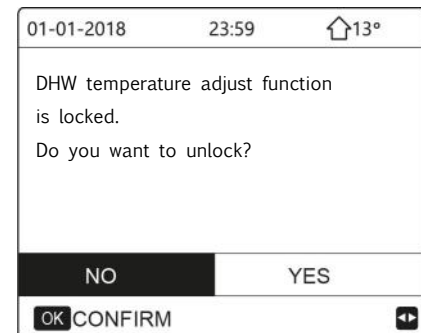 01-01-2018 23:59 13°
DHW temperature adjust function
is locked.
Do you want to unlock?
NO YES
OK CONFIRM